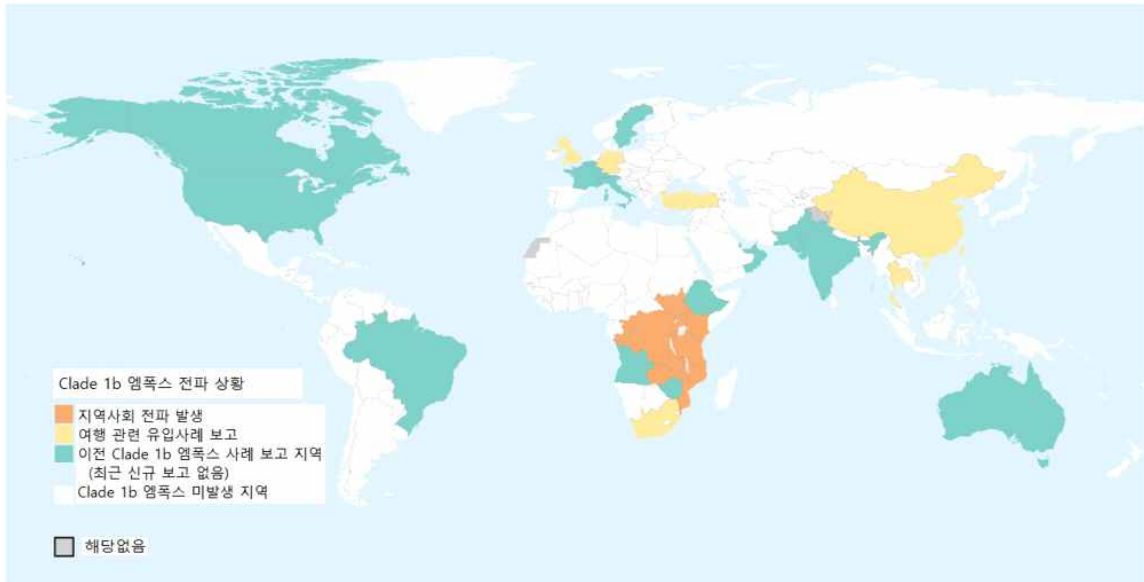 Clade 1b 엠폭스 전파 상황
지역사회 전파 발생
여행 관련 유입사례 보고
이전 Clade 1b 엠폭스 사례 보고 지역
(최근 신규 보고 없음)
Clade 1b 엠폭스 미발생 지역
해당없음